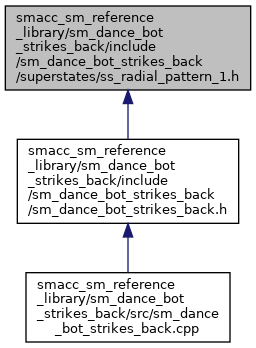 smacc_sm_reference
_library/sm_dance_bot
_strikes_back/include
/sm_dance_bot_strikes_back
/superstates/ss_radial_pattern_1.h
smacc_sm_reference
_library/sm_dance_bot
_strikes_back/include
/sm_dance_bot_strikes_back
/sm_dance_bot_strikes_back.h
smacc_sm_reference
_library/sm_dance_bot
_strikes_back/src/sm_dance
_bot_strikes_back.cpp